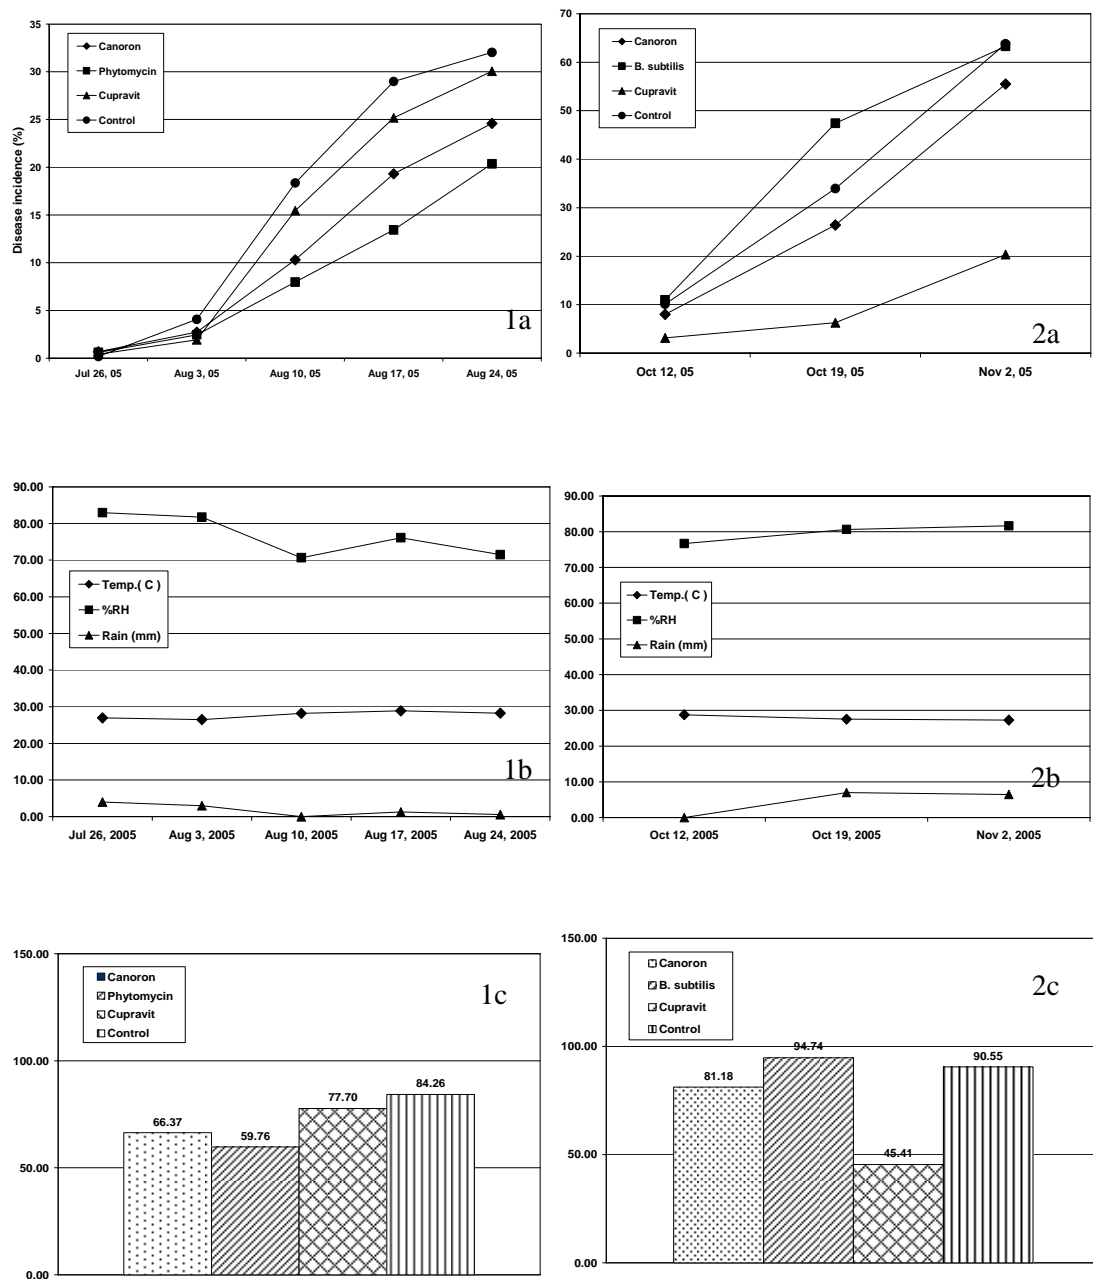 35
30
25
20
15
10
5
0
Disease incidence (%)
Canoron
Phytomycin
Cupravit
Control
1a
Jul 26, 05 Aug 3, 05 Aug 10, 05 Aug 17, 05 Aug 24, 05
70
60
50
40
30
20
10
0
Canoron
B. subtilis
Cupravit
Control
2a
Oct 12, 05 Oct 19, 05 Nov 2, 05
90.00
80.00
70.00
60.00
50.00
40.00
30.00
20.00
10.00
0.00
Temp.( C )
%RH
Rain (mm)
1b
Jul 26, 2005 Aug 3, 2005 Aug 10, 2005 Aug 17, 2005 Aug 24, 2005
90.00
80.00
70.00
60.00
50.00
40.00
30.00
20.00
10.00
0.00
Temp.( C )
%RH
Rain (mm)
2b
Oct 12, 2005 Oct 19, 2005 Nov 2, 2005
150.00
100.00
50.00
0.00
Canoron
Phytomycin
Cupravit
Control
1c
66.37
59.76
77.70
84.26
150.00
100.00
50.00
0.00
Canoron
B. subtilis
Cupravit
Control
2c
81.18
94.74
45.41
90.55